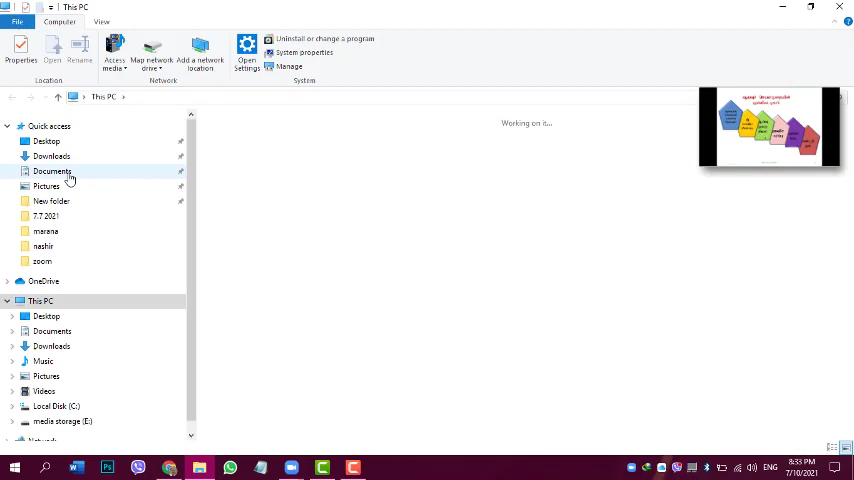 This PC
File
Computer
View
Properties
Open
Rename
Access media
Map network drive
Add a network location
Open Settings
Uninstall or change a program
System properties
Manage
Location
Network
System
This PC
Quick access
Desktop
Downloads
Documents
Pictures
New folder
7.7 2021
marana
nashir
zoom
OneDrive
This PC
Desktop
Documents
Downloads
Music
Pictures
Videos
Local Disk (C:)
media storage (E:)
Network
Working on it...
ENG
8:33 PM
7/10/2021